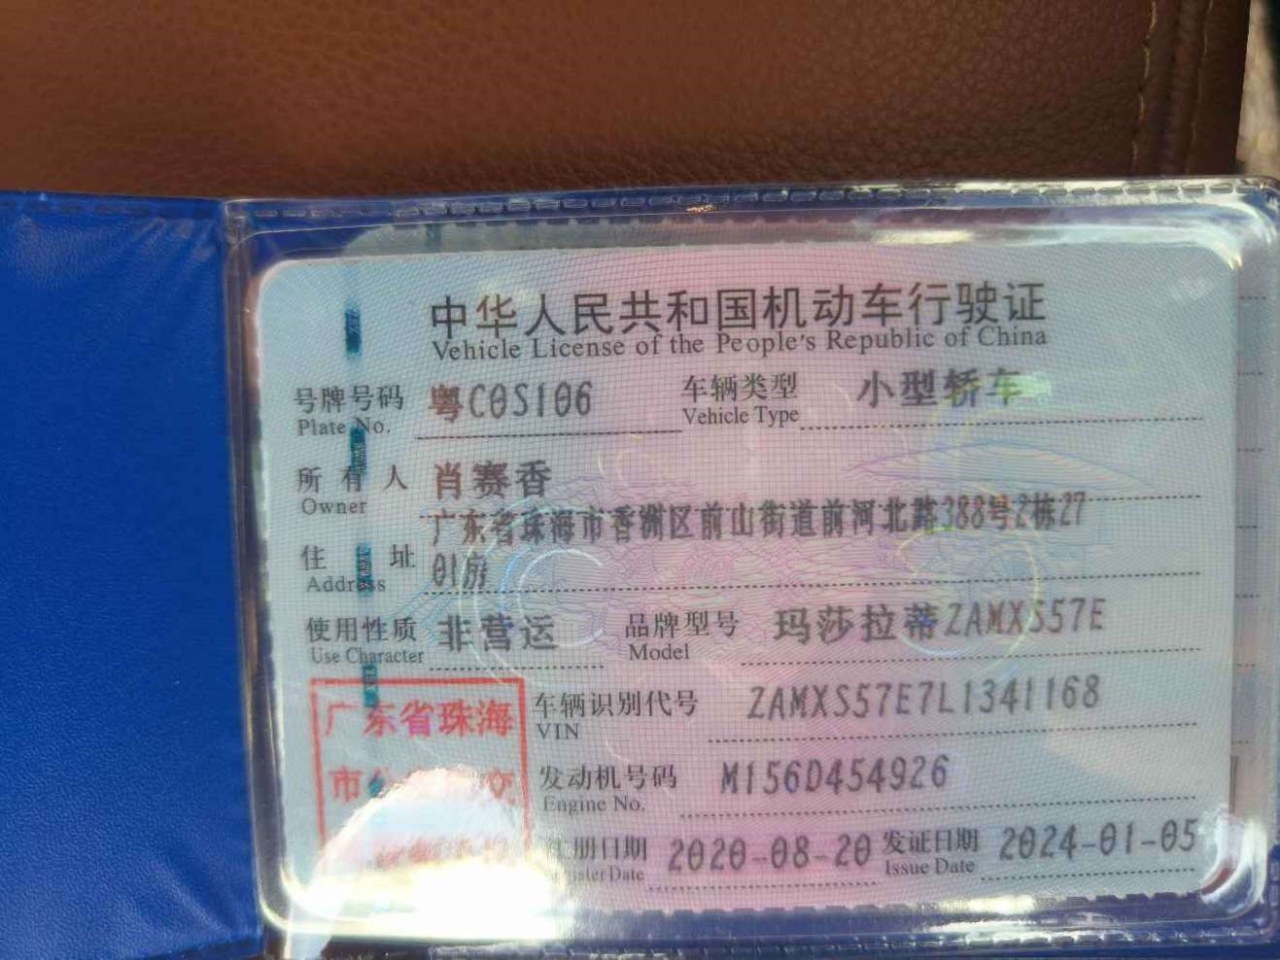 中华人民共和国机动车行驶证
Vehicle License of the People's Republic of China
号牌号码 粤C0S106 车辆类型 小型轿车
Plate No. Vehicle Type
所有人 肖赛香
Owner
广东省珠海市香洲区前山街道前河北路388号2栋27
住址 01房
Address
使用性质 非营运 品牌型号 玛莎拉蒂ZAMXS57E
Use Character Model
广东省珠海 车辆识别代号 ZAMXS57E7L1341168
VIN
市 交 发动机号码 M156D454926
Engine No.
注册日期 2020-08-20 发证日期 2024-01-05
Register Date Issue Date